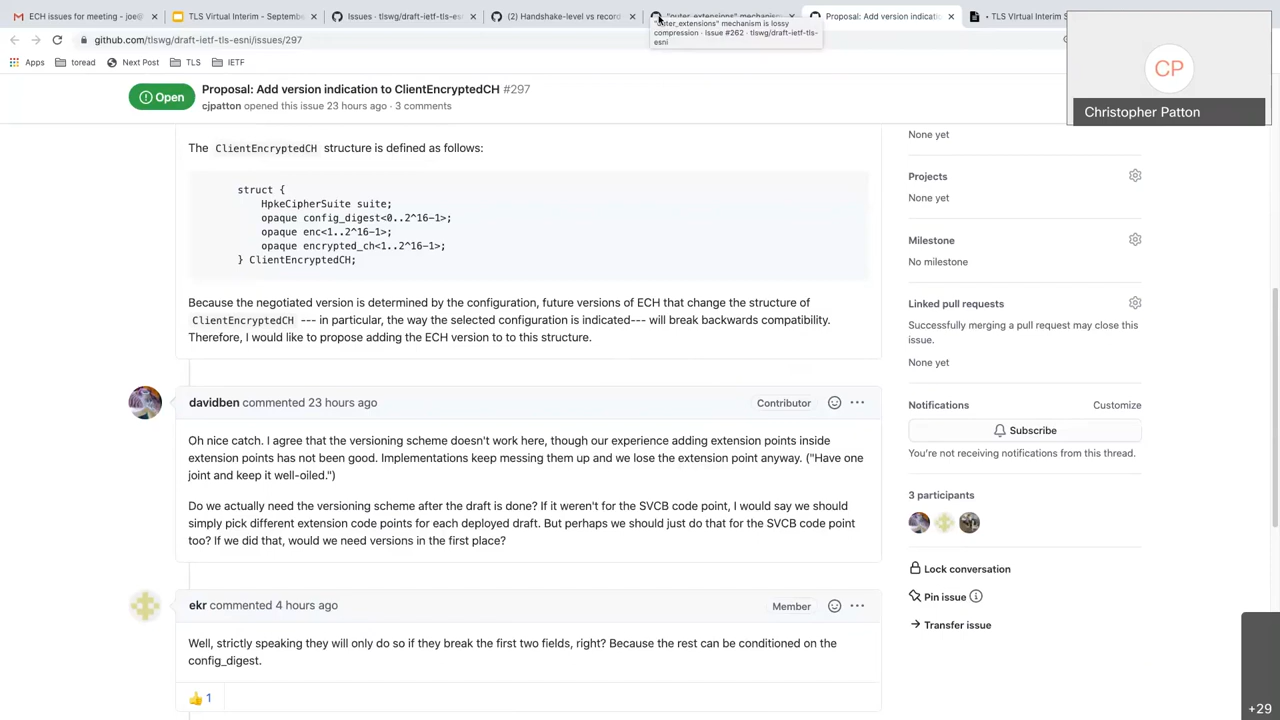 ECH issues for meeting - joe@
TLS Virtual Interim - Septemb
Issues · tlswg/draft-ietf-tls-es
(2) Handshake-level vs record
"outer_extensions" mechanism
Proposal: Add version indicatio
TLS Virtual Interim S
"outer_extensions" mechanism is lossy
compression · Issue #262 · tlswg/draft-ietf-tls-
esni
github.com/tlswg/draft-ietf-tls-esni/issues/297
Apps
toread
Next Post
TLS
IETF
CP
Christopher Patton
Open
Proposal: Add version indication to ClientEncryptedCH #297
cjpatton opened this issue 23 hours ago · 3 comments
The ClientEncryptedCH structure is defined as follows:
struct {
HpkeCipherSuite suite;
opaque config_digest<0..2^16-1>;
opaque enc<1..2^16-1>;
opaque encrypted_ch<1..2^16-1>;
} ClientEncryptedCH;
Because the negotiated version is determined by the configuration, future versions of ECH that change the structure of
ClientEncryptedCH --- in particular, the way the selected configuration is indicated--- will break backwards compatibility.
Therefore, I would like to propose adding the ECH version to to this structure.
davidben commented 23 hours ago
Contributor
Oh nice catch. I agree that the versioning scheme doesn't work here, though our experience adding extension points inside
extension points has not been good. Implementations keep messing them up and we lose the extension point anyway. ("Have one
joint and keep it well-oiled.")
Do we actually need the versioning scheme after the draft is done? If it weren't for the SVCB code point, I would say we should
simply pick different extension code points for each deployed draft. But perhaps we should just do that for the SVCB code point
too? If we did that, would we need versions in the first place?
ekr commented 4 hours ago
Member
Well, strictly speaking they will only do so if they break the first two fields, right? Because the rest can be conditioned on the
config_digest.
1
None yet
Projects
None yet
Milestone
No milestone
Linked pull requests
Successfully merging a pull request may close this
issue.
None yet
Notifications
Customize
Subscribe
You're not receiving notifications from this thread.
3 participants
Lock conversation
Pin issue
Transfer issue
+29